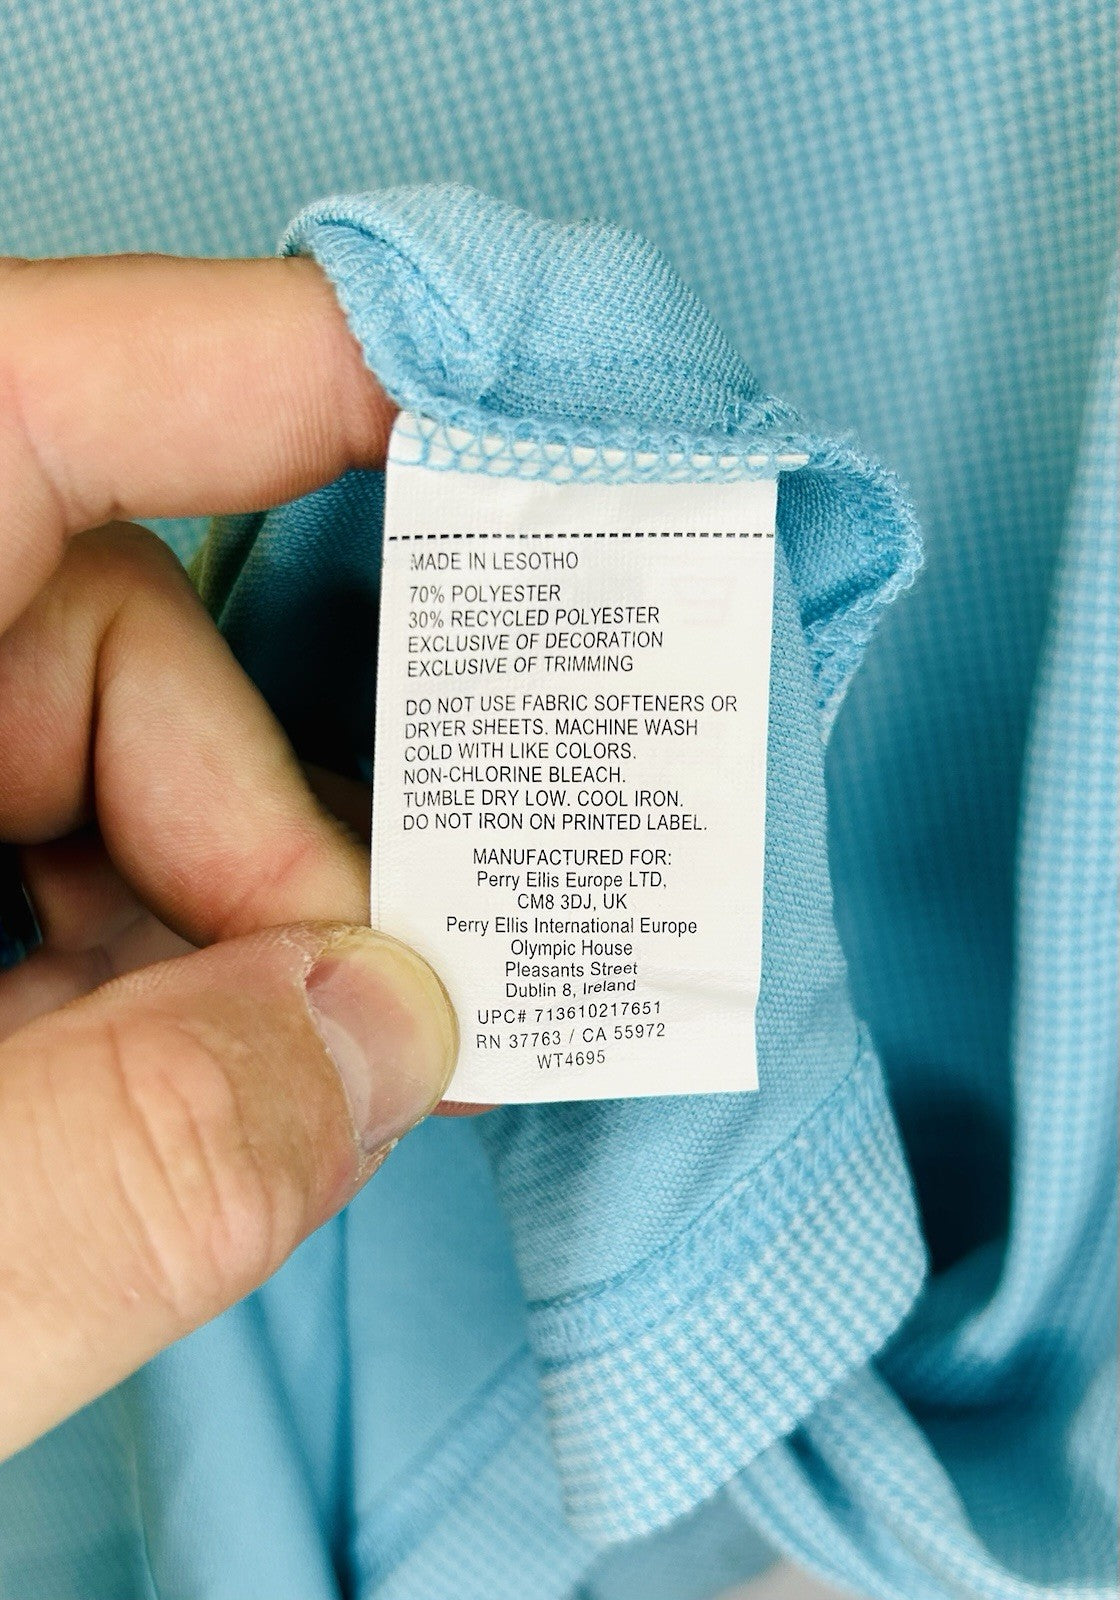 MADE IN LESOTHO
70% POLYESTER
30% RECYCLED POLYESTER
EXCLUSIVE OF DECORATION
EXCLUSIVE OF TRIMMING
DO NOT USE FABRIC SOFTENERS OR
DRYER SHEETS. MACHINE WASH
COLD WITH LIKE COLORS.
NON-CHLORINE BLEACH.
TUMBLE DRY LOW. COOL IRON.
DO NOT IRON ON PRINTED LABEL.
MANUFACTURED FOR:
Perry Ellis Europe LTD,
CM8 3DJ, UK
Perry Ellis International Europe
Olympic House
Pleasants Street
Dublin 8, Ireland
UPC# 713610217651
RN 37763 / CA 55972
WT4695